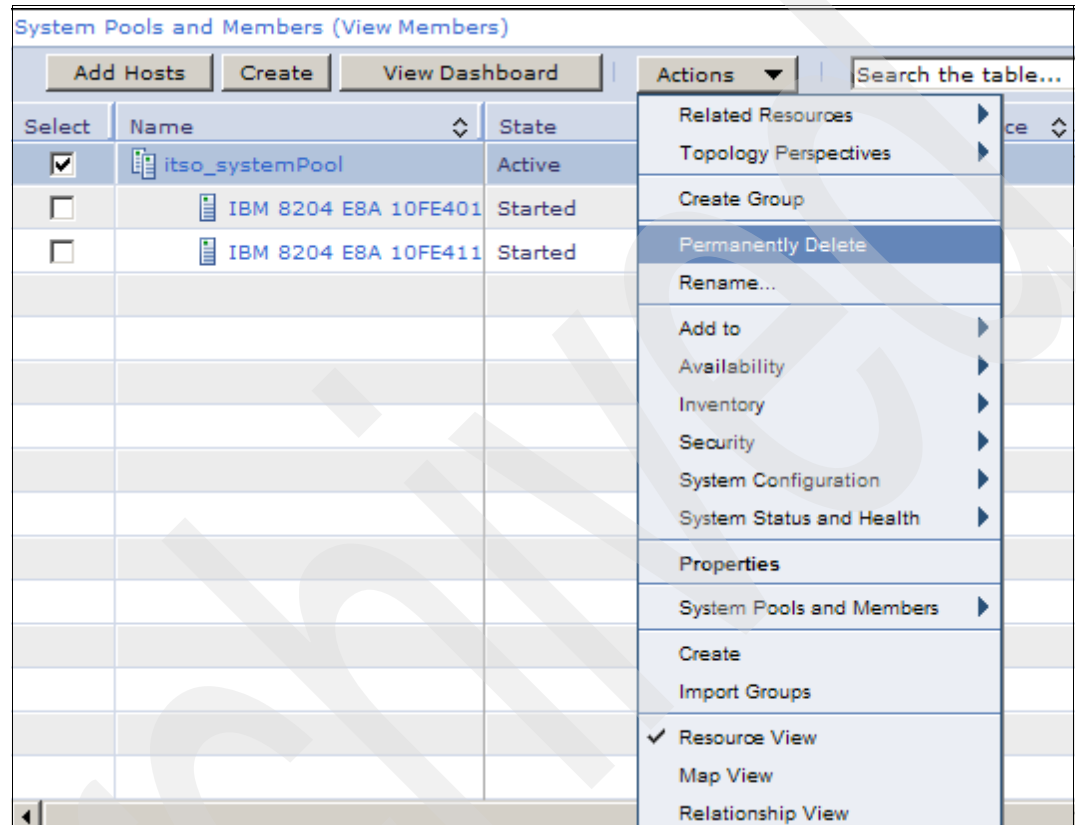 System Pools and Members (View Members)
Add Hosts
Create
View Dashboard
Actions
Search the table...
Select
Name
State
ce
itso_systemPool
Active
IBM 8204 E8A 10FE401
Started
IBM 8204 E8A 10FE411
Started
Related Resources
Topology Perspectives
Create Group
Permanently Delete
Rename...
Add to
Availability
Inventory
Security
System Configuration
System Status and Health
Properties
System Pools and Members
Create
Import Groups
Resource View
Map View
Relationship View